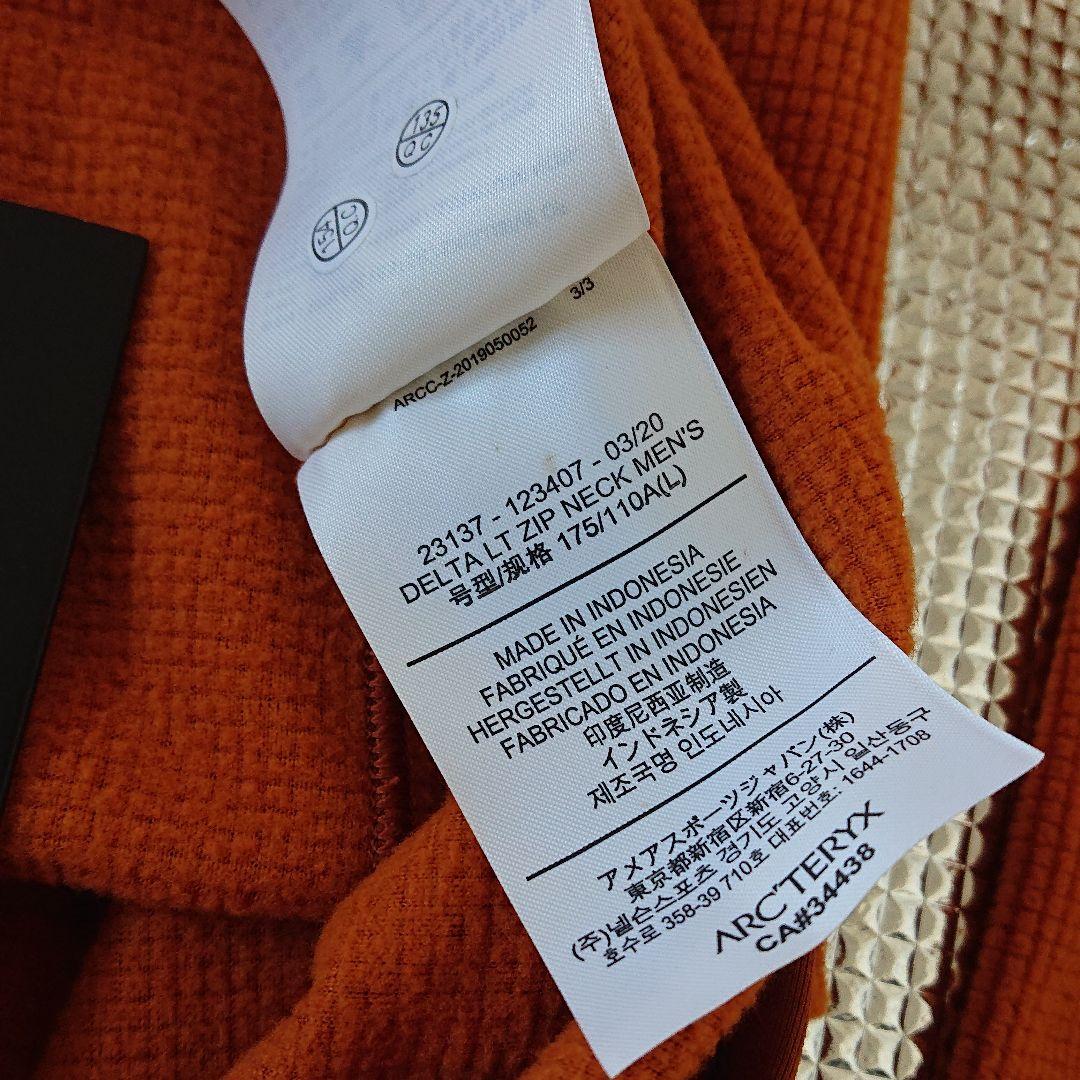 135
QC
154
QC
ARCC-Z-2019050052 3/3
23137 - 123407 - 03/20
DELTA LT ZIP NECK MEN'S
号型/规格 175/110A(L)
MADE IN INDONESIA
FABRIQUÉ EN INDONESIE
HERGESTELLT IN INDONESIEN
FABRICADO EN INDONESIA
印度尼西亚制造
インドネシア製
제조국명 인도네시아
アメアスポーツジャパン(株)
東京都新宿区新宿6-27-30
(주)넬슨스포츠 경기도 고양시 일산동구
호수로 358-39 710호 대표번호: 1644-1708
ARC'TERYX
CA#34438